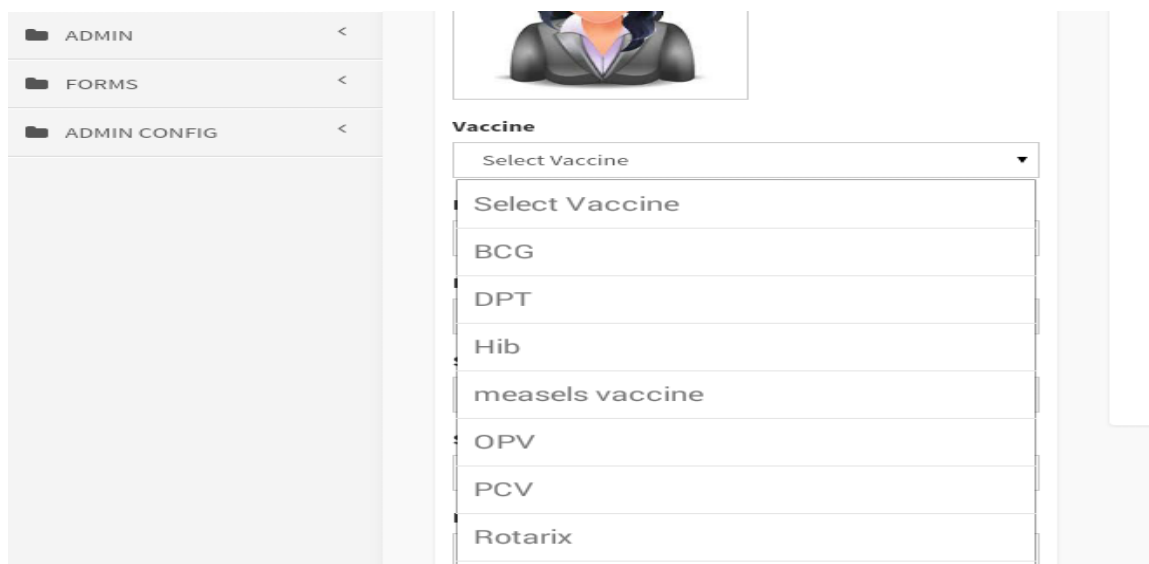 ADMIN
FORMS
ADMIN CONFIG
Vaccine
Select Vaccine
Select Vaccine
BCG
DPT
Hib
measels vaccine
OPV
PCV
Rotarix